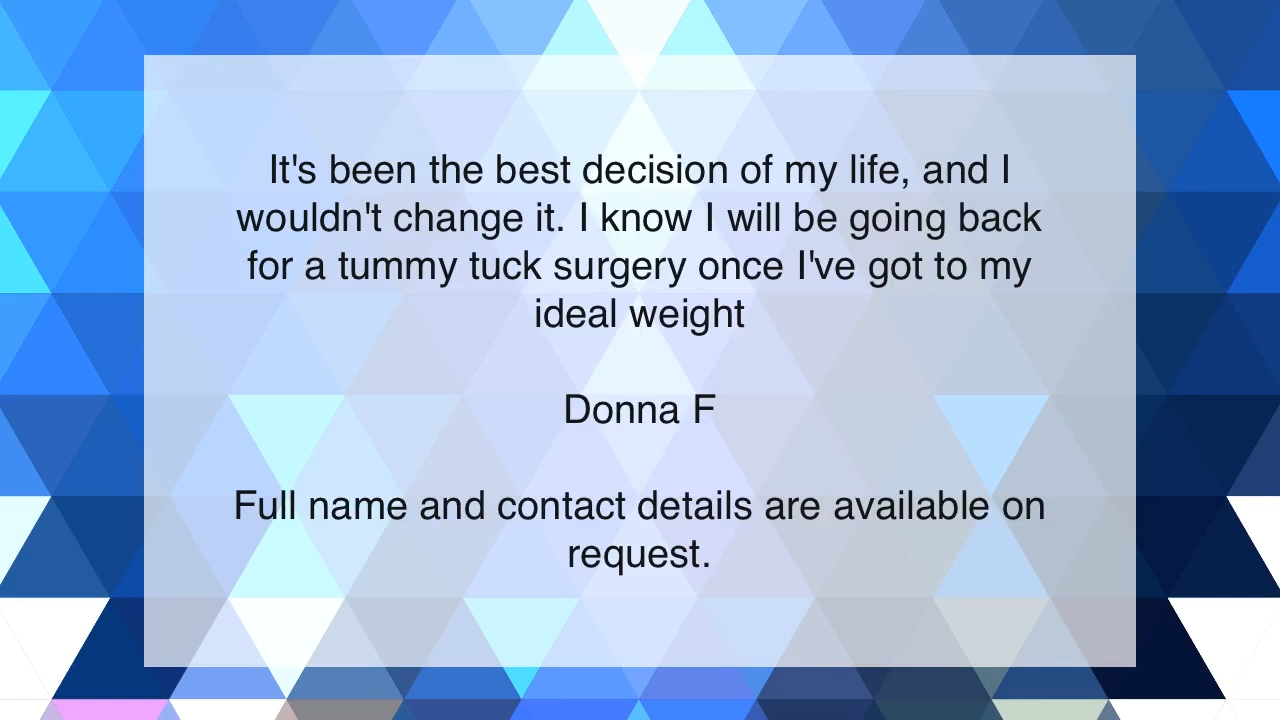 It's been the best decision of my life, and I
wouldn't change it. I know I will be going back
for a tummy tuck surgery once I've got to my
ideal weight
Donna F
Full name and contact details are available on
request.